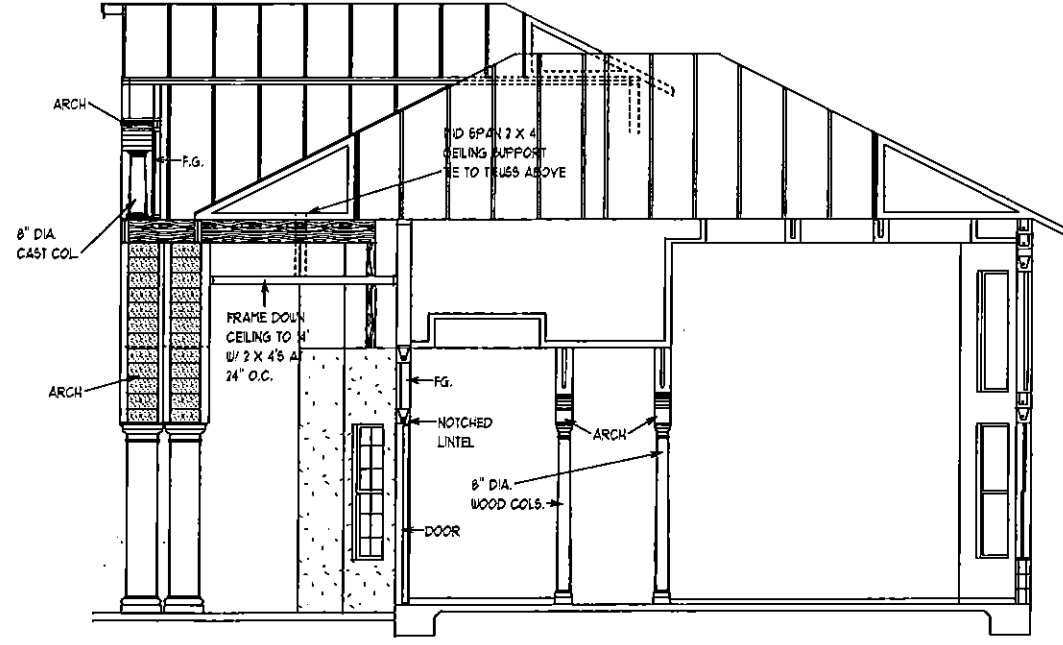 ARCH
F.G.
8" DIA.
CAST COL.
MID SPAN 2 X 4
CEILING SUPPORT
TIE TO TRUSS ABOVE
FRAME DOWN
CEILING TO 14'
W/ 2 X 4'S AT
24" O.C.
ARCH
FG.
NOTCHED
LINTEL
ARCH
8" DIA.
WOOD COLS.
DOOR